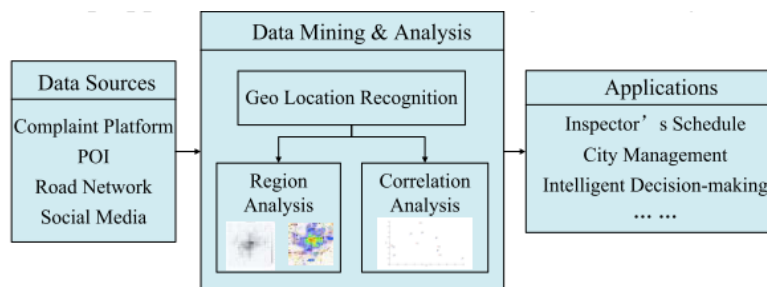 Data Sources
Complaint Platform
POI
Road Network
Social Media
Data Mining & Analysis
Geo Location Recognition
Region
Analysis
Correlation
Analysis
Applications
Inspector’s Schedule
City Management
Intelligent Decision-making
... ...